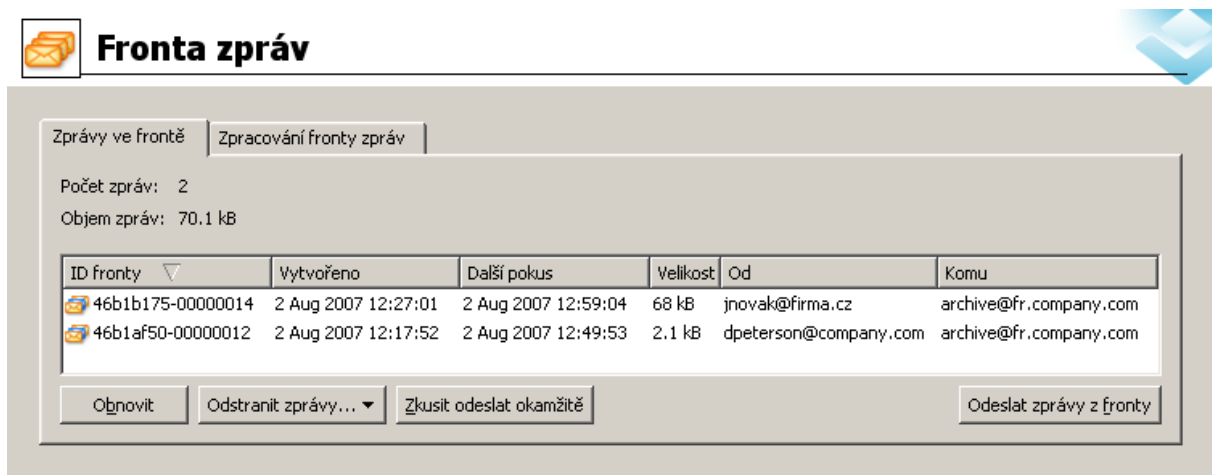 Fronta zpráv
Zprávy ve frontě Zpracování fronty zpráv
Počet zpráv: 2
Objem zpráv: 70.1 kB
ID fronty Vytvořeno Další pokus Velikost Od Komu
46b1b175-00000014 2 Aug 2007 12:27:01 2 Aug 2007 12:59:04 68 kB jnovak@firma.cz archive@fr.company.com
46b1af50-00000012 2 Aug 2007 12:17:52 2 Aug 2007 12:49:53 2.1 kB dpeterson@company.com archive@fr.company.com
Obnovit Odstranit zprávy... Zkusit odeslat okamžitě Odeslat zprávy z fronty